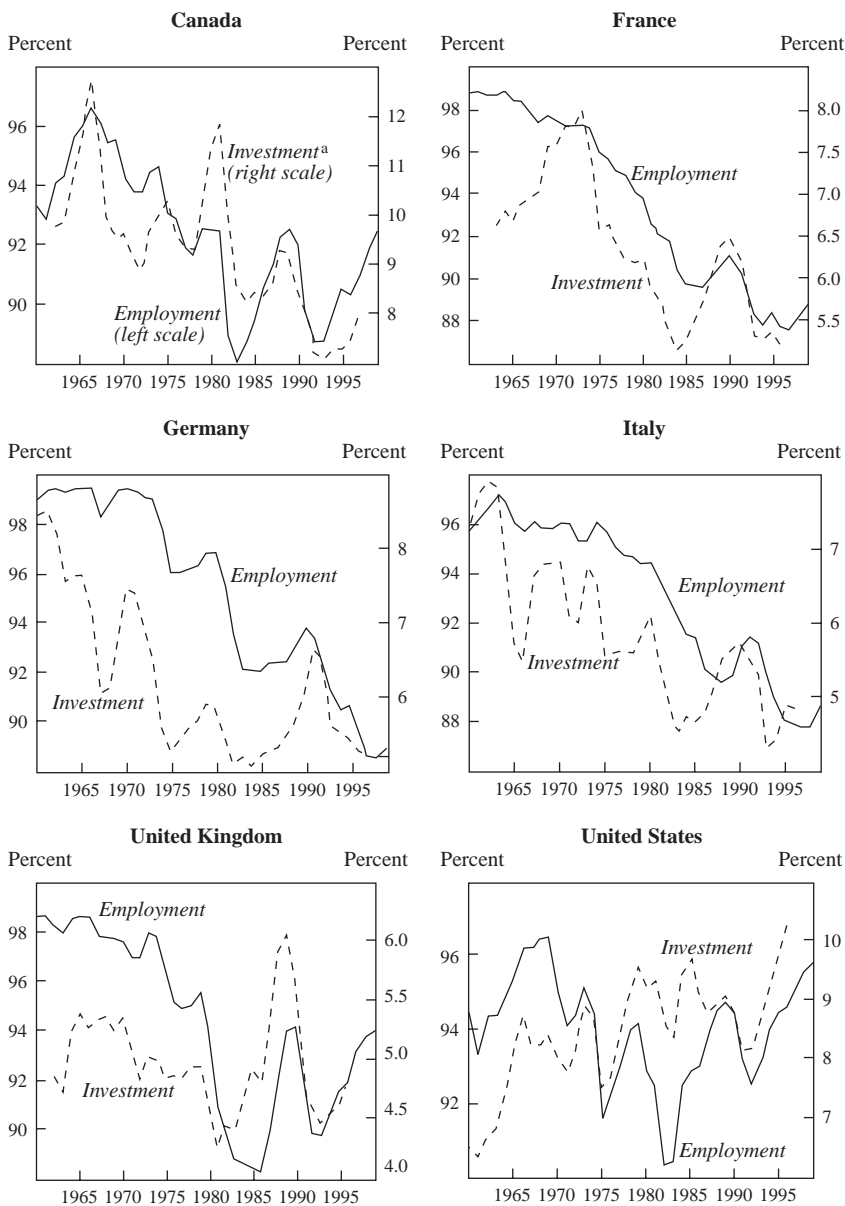 Canada
Percent Percent
96
94
92
90
12
11
10
9
8
Investmentᵃ
(right scale)
Employment
(left scale)
1965 1970 1975 1980 1985 1990 1995
France
Percent Percent
98
96
94
92
90
88
8.0
7.5
7.0
6.5
6.0
5.5
Employment
Investment
1965 1970 1975 1980 1985 1990 1995
Germany
Percent Percent
98
96
94
92
90
8
7
6
Employment
Investment
1965 1970 1975 1980 1985 1990 1995
Italy
Percent Percent
96
94
92
90
88
7
6
5
Employment
Investment
1965 1970 1975 1980 1985 1990 1995
United Kingdom
Percent Percent
98
96
94
92
90
6.0
5.5
5.0
4.5
4.0
Employment
Investment
1965 1970 1975 1980 1985 1990 1995
United States
Percent Percent
96
94
92
10
9
8
7
Investment
Employment
1965 1970 1975 1980 1985 1990 1995